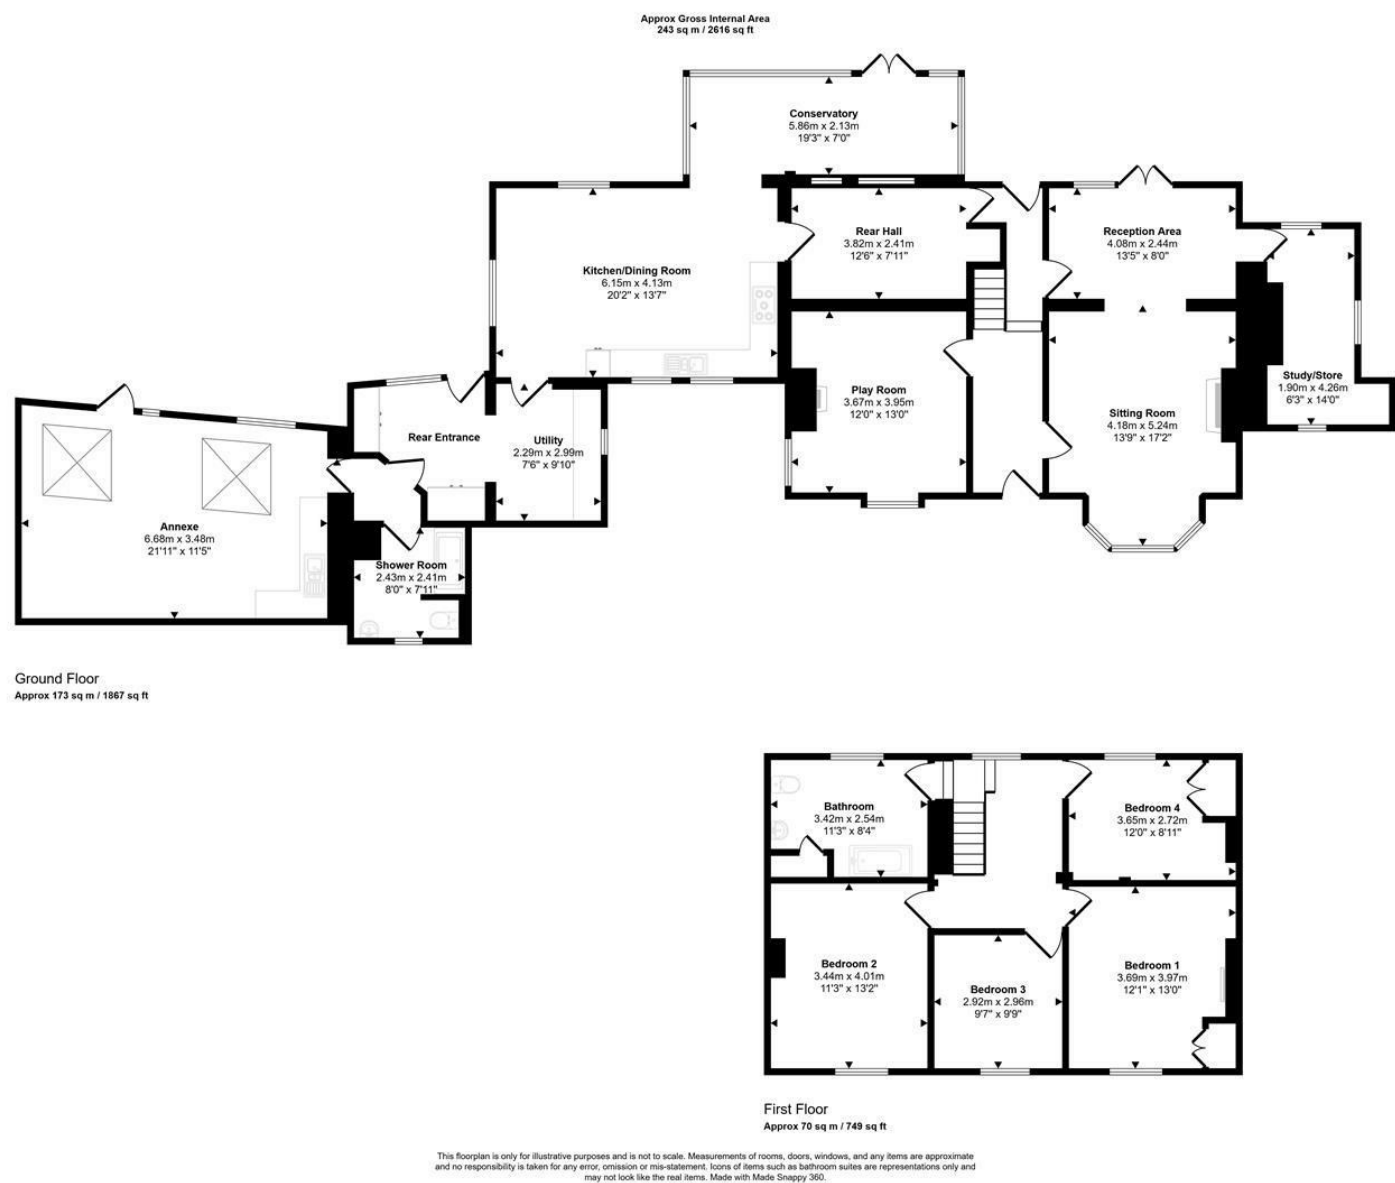 Approx Gross Internal Area
243 sq m / 2616 sq ft
Conservatory
5.86m x 2.13m
19'3" x 7'0"
Rear Hall
3.82m x 2.41m
12'6" x 7'11"
Reception Area
4.08m x 2.44m
13'5" x 8'0"
Kitchen/Dining Room
6.15m x 4.13m
20'2" x 13'7"
Study/Store
1.90m x 4.26m
6'3" x 14'0"
Play Room
3.67m x 3.95m
12'0" x 13'0"
Sitting Room
4.18m x 5.24m
13'9" x 17'2"
Rear Entrance
Utility
2.29m x 2.99m
7'6" x 9'10"
Annexe
6.68m x 3.48m
21'11" x 11'5"
Shower Room
2.43m x 2.41m
8'0" x 7'11"
Ground Floor
Approx 173 sq m / 1867 sq ft
Bathroom
3.42m x 2.54m
11'3" x 8'4"
Bedroom 4
3.65m x 2.72m
12'0" x 8'11"
Bedroom 2
3.44m x 4.01m
11'3" x 13'2"
Bedroom 1
3.69m x 3.97m
12'1" x 13'0"
Bedroom 3
2.92m x 2.96m
9'7" x 9'9"
First Floor
Approx 70 sq m / 749 sq ft
This floorplan is only for illustrative purposes and is not to scale. Measurements of rooms, doors, windows, and any items are approximate
and no responsibility is taken for any error, omission or mis-statement. Icons of items such as bathroom suites are representations only and
may not look like the real items. Made with Made Snappy 360.